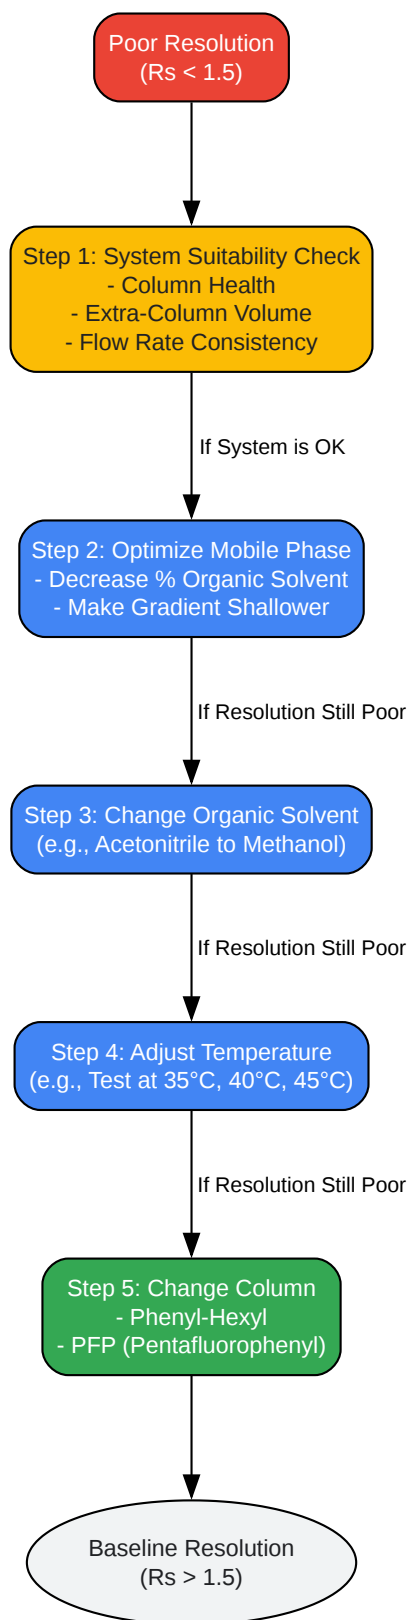 Poor Resolution
(Rs < 1.5)
Step 1: System Suitability Check
- Column Health
- Extra-Column Volume
- Flow Rate Consistency
If System is OK
Step 2: Optimize Mobile Phase
- Decrease % Organic Solvent
- Make Gradient Shallower
If Resolution Still Poor
Step 3: Change Organic Solvent
(e.g., Acetonitrile to Methanol)
If Resolution Still Poor
Step 4: Adjust Temperature
(e.g., Test at 35°C, 40°C, 45°C)
If Resolution Still Poor
Step 5: Change Column
- Phenyl-Hexyl
- PFP (Pentafluorophenyl)
Baseline Resolution
(Rs > 1.5)